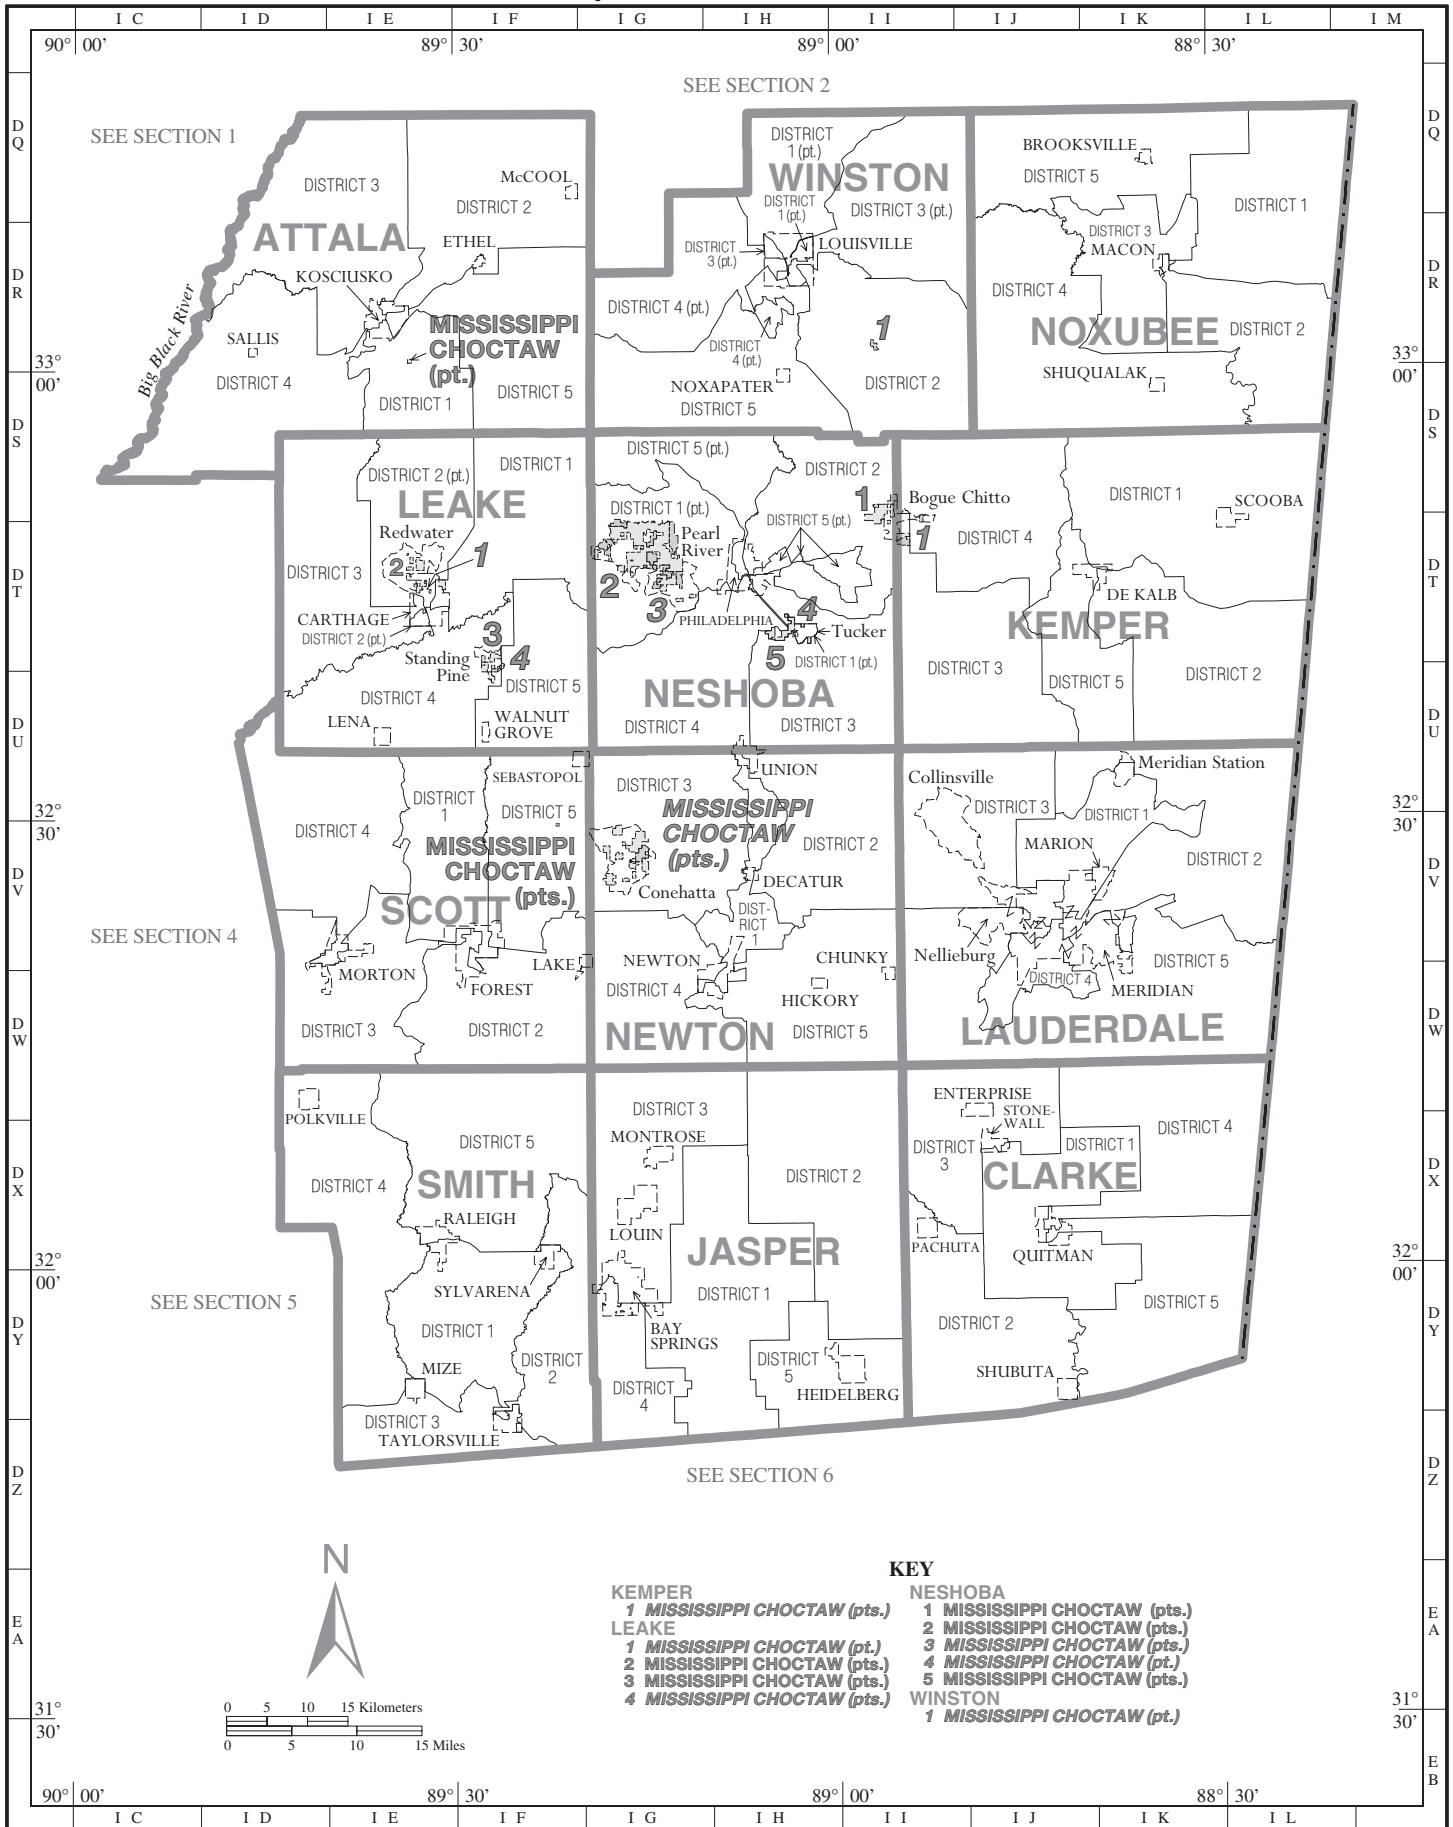 I C
I D
I E
I F
I G
I H
I I
I J
I K
I L
I M
90° 00’
89° 30’
89° 00’
88° 30’
SEE SECTION 2
SEE SECTION 1
D
Q
D
Q
BROOKSVILLE
DISTRICT 5
DISTRICT
1 (pt.)
WINSTON
DISTRICT
1 (pt.)
DISTRICT 3 (pt.)
DISTRICT 3
McCOOL
DISTRICT 2
DISTRICT 1
ATTALA
ETHEL
KOSCIUSKO
DISTRICT
3 (pt.)
LOUISVILLE
DISTRICT 3
MACON
D
R
D
R
Big Black River
SALLIS
DISTRICT 4
MISSISSIPPI
CHOCTAW
(pt.)
DISTRICT 4 (pt.)
1
DISTRICT
4 (pt.)
DISTRICT 4
NOXUBEE
DISTRICT 2
33°
00’
33°
00’
DISTRICT 1
DISTRICT 5
NOXAPATER
DISTRICT 5
DISTRICT 2
SHUQUALAK
D
S
D
S
DISTRICT 2 (pt.)
DISTRICT 1
LEAKE
DISTRICT 5 (pt.)
DISTRICT 2
DISTRICT 1 (pt.)
1
Bogue Chitto
DISTRICT 1
SCOOBA
Redwater
2
1
DISTRICT 3
Pearl
River
DISTRICT 5 (pt.)
1
DISTRICT 4
D
T
D
T
2
3
CARTHAGE
DISTRICT 2 (pt.)
PHILADELPHIA
4
Tucker
5
DISTRICT 1 (pt.)
DE KALB
KEMPER
3
Standing
Pine
4
DISTRICT 5
DISTRICT 4
NESHOBA
DISTRICT 3
DISTRICT 5
DISTRICT 2
D
U
D
U
LENA
WALNUT
GROVE
DISTRICT 4
DISTRICT 3
SEBASTOPOL
UNION
Collinsville
Meridian Station
DISTRICT
1
DISTRICT 5
DISTRICT 3
DISTRICT 3
DISTRICT 1
32°
30’
32°
30’
DISTRICT 4
MISSISSIPPI
CHOCTAW
(pts.)
MISSISSIPPI
CHOCTAW
(pts.)
DISTRICT 2
MARION
DISTRICT 2
D
V
D
V
SCOTT
Conehatta
DECATUR
DIST-
RICT
1
SEE SECTION 4
MORTON
FOREST
LAKE
NEWTON
CHUNKY
Nellieburg
DISTRICT 5
DISTRICT 4
HICKORY
DISTRICT 4
MERIDIAN
DISTRICT 3
DISTRICT 2
NEWTON
DISTRICT 5
LAUDERDALE
D
W
D
W
POLKVILLE
DISTRICT 3
ENTERPRISE
STONE-
WALL
DISTRICT 5
MONTROSE
DISTRICT
3
DISTRICT 1
DISTRICT 4
DISTRICT 4
SMITH
DISTRICT 2
CLARKE
D
X
D
X
RALEIGH
LOUIN
JASPER
PACHUTA
QUITMAN
32°
00’
32°
00’
SEE SECTION 5
SYLVARENA
DISTRICT 1
DISTRICT 5
DISTRICT 1
BAY
SPRINGS
DISTRICT 2
D
Y
D
Y
MIZE
DISTRICT
2
DISTRICT
4
DISTRICT
5
HEIDELBERG
SHUBUTA
DISTRICT 3
TAYLORSVILLE
SEE SECTION 6
D
Z
D
Z
N
KEY
KEMPER
1 MISSISSIPPI CHOCTAW (pts.)
LEAKE
1 MISSISSIPPI CHOCTAW (pt.)
2 MISSISSIPPI CHOCTAW (pts.)
3 MISSISSIPPI CHOCTAW (pts.)
4 MISSISSIPPI CHOCTAW (pts.)
NESHOBA
1 MISSISSIPPI CHOCTAW (pts.)
2 MISSISSIPPI CHOCTAW (pts.)
3 MISSISSIPPI CHOCTAW (pts.)
4 MISSISSIPPI CHOCTAW (pt.)
5 MISSISSIPPI CHOCTAW (pts.)
WINSTON
1 MISSISSIPPI CHOCTAW (pt.)
E
A
E
A
0 5 10 15 Kilometers
0 5 10 15 Miles
31°
30’
31°
30’
E
B
90° 00’
89° 30’
89° 00’
88° 30’
I C
I D
I E
I F
I G
I H
I I
I J
I K
I L